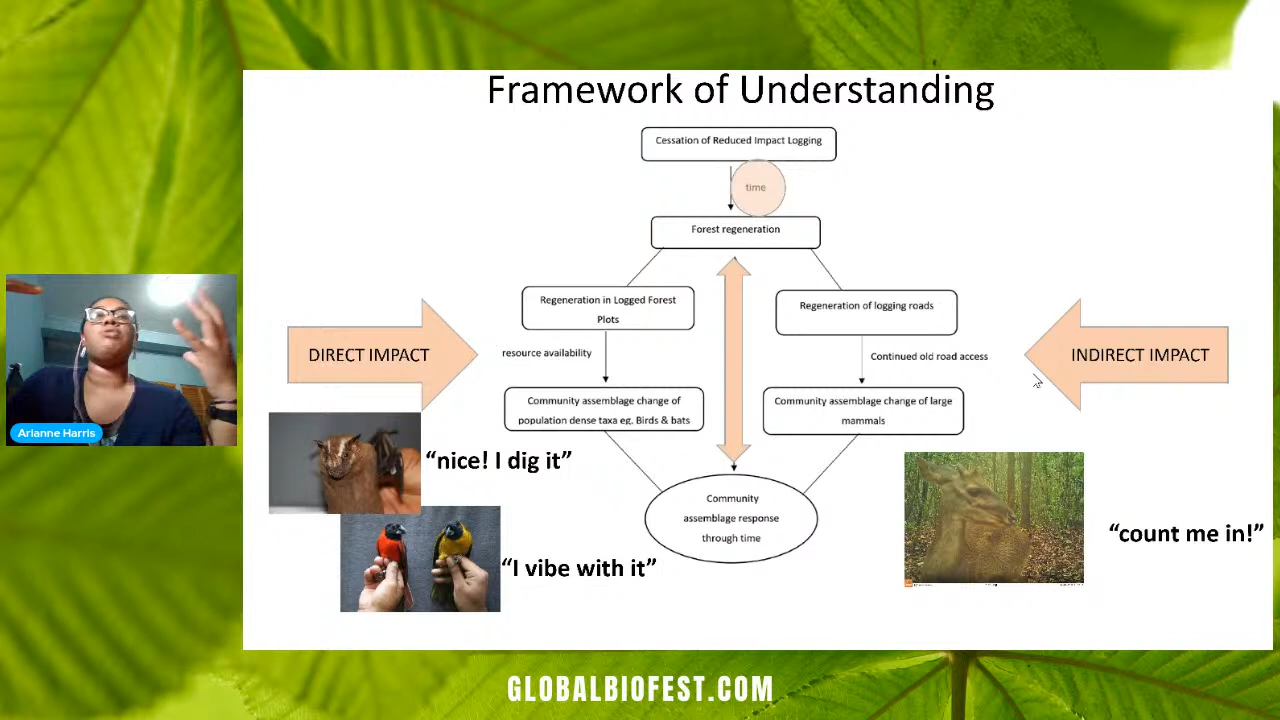 Framework of Understanding
Cessation of Reduced Impact Logging
time
Forest regeneration
Regeneration in Logged Forest
Plots
Regeneration of logging roads
DIRECT IMPACT
resource availability
Continued old road access
INDIRECT IMPACT
Community assemblage change of
population dense taxa eg. Birds & bats
Community assemblage change of large
mammals
Arianne Harris
“nice! I dig it”
Community
assemblage response
through time
“count me in!”
“I vibe with it”
GLOBALBIOFEST.COM